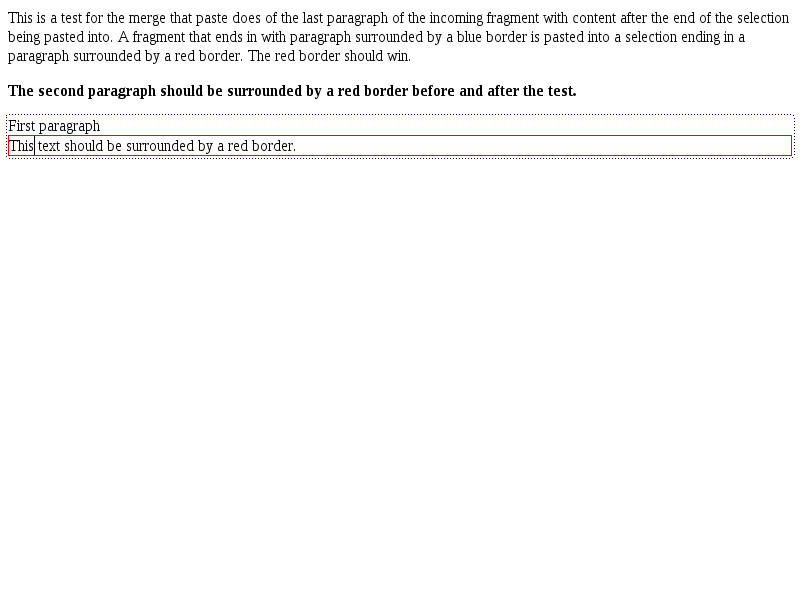 This is a test for the merge that paste does of the last paragraph of the incoming fragment with content after the end of the selection
being pasted into. A fragment that ends in with paragraph surrounded by a blue border is pasted into a selection ending in a
paragraph surrounded by a red border. The red border should win.
The second paragraph should be surrounded by a red border before and after the test.
First paragraph
This text should be surrounded by a red border.